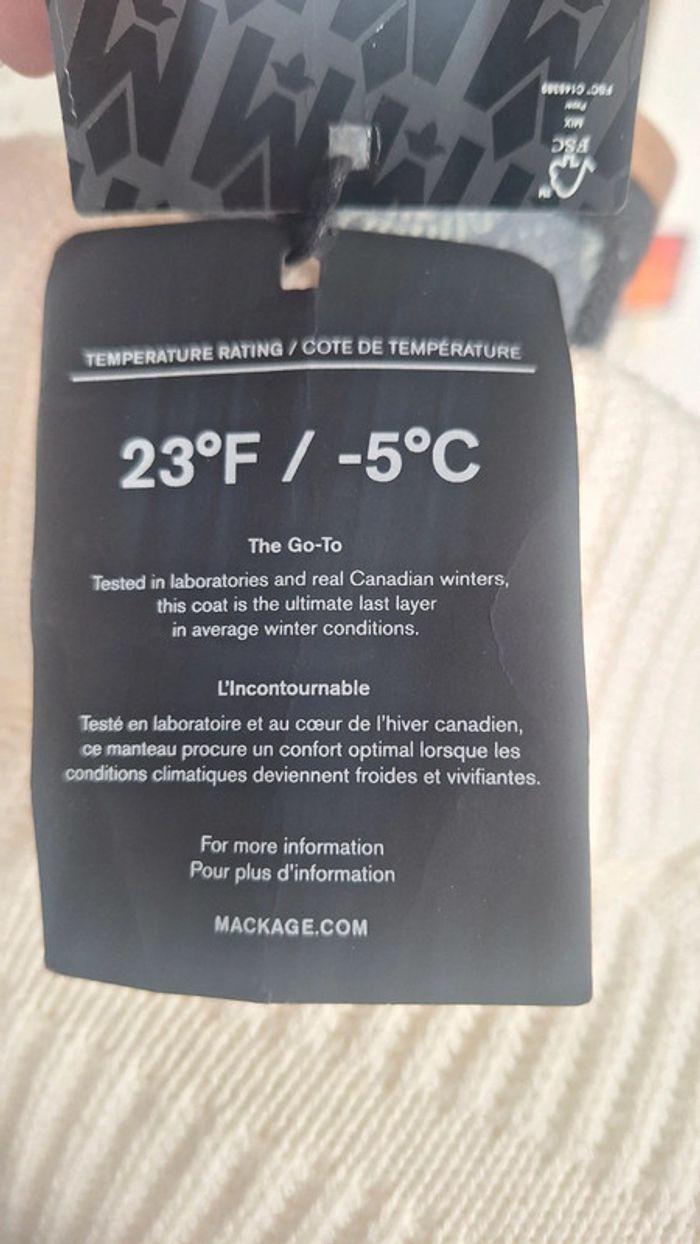 FSC
MIX
Paper
TEMPERATURE RATING / COTE DE TEMPÉRATURE
23°F / -5°C
The Go-To
Tested in laboratories and real Canadian winters,
this coat is the ultimate last layer
in average winter conditions.
L'Incontournable
Testé en laboratoire et au cœur de l'hiver canadien,
ce manteau procure un confort optimal lorsque les
conditions climatiques deviennent froides et vivifiantes.
For more information
Pour plus d'information
MACKAGE.COM